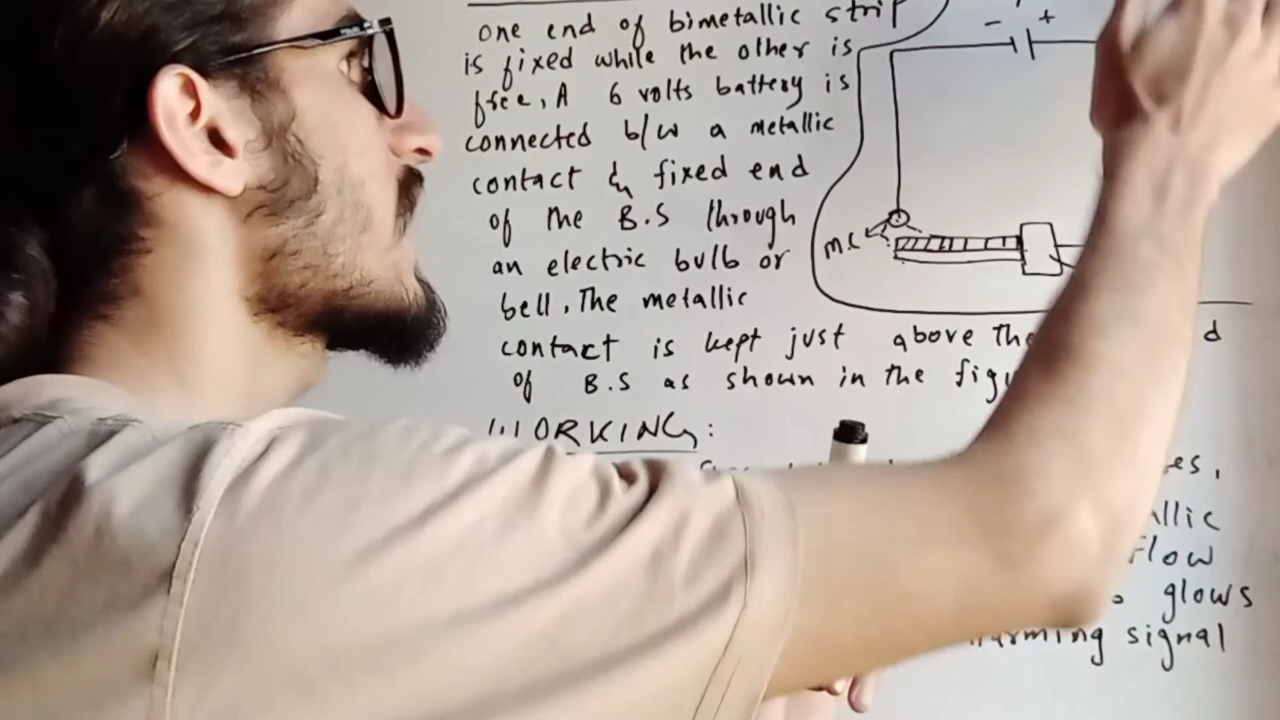 one end of bimetallic strip
is fixed while the other is
free, A 6 volts battery is
connected b/w a metallic
contact & fixed end
of the B.S through
an electric bulb or
bell. The metallic
contact is kept just above the
of B.S as shown in the
- +
M.C
d
WORKING:
flow
glows
signal